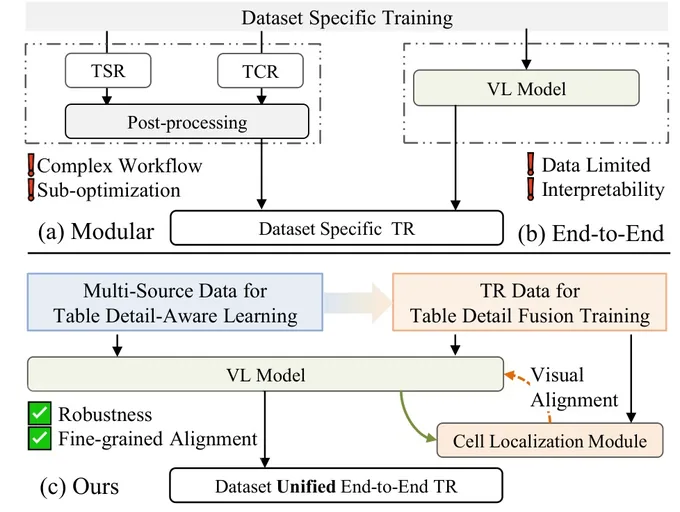 Dataset Specific Training
TSR
TCR
Post-processing
VL Model
Complex Workflow
Sub-optimization
Data Limited
Interpretability
(a) Modular
Dataset Specific TR
(b) End-to-End
Multi-Source Data for
Table Detail-Aware Learning
TR Data for
Table Detail Fusion Training
VL Model
Visual
Alignment
Robustness
Fine-grained Alignment
Cell Localization Module
(c) Ours
Dataset Unified End-to-End TR